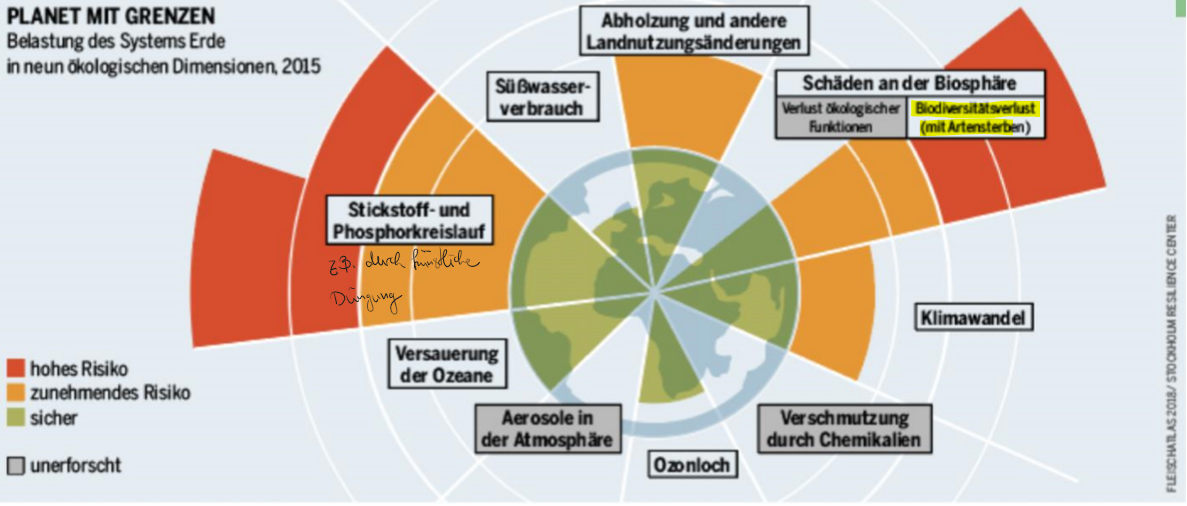 PLANET MIT GRENZEN
Belastung des Systems Erde
in neun ökologischen Dimensionen, 2015
Abholzung und andere
Landnutzungsänderungen
Süßwasser-
verbrauch
Schäden an der Biosphäre
Verlust ökologischer
Funktionen
Biodiversitätsverlust
(mit Artensterben)
Stickstoff- und
Phosphorkreislauf
z.B. durch künstliche
Düngung
Klimawandel
Versauerung
der Ozeane
hohes Risiko
zunehmendes Risiko
sicher
unerforscht
Aerosole in
der Atmosphäre
Verschmutzung
durch Chemikalien
Ozonloch
FLEISCHATLAS 2018/ STOCKHOLM RESILIENCE CENTER